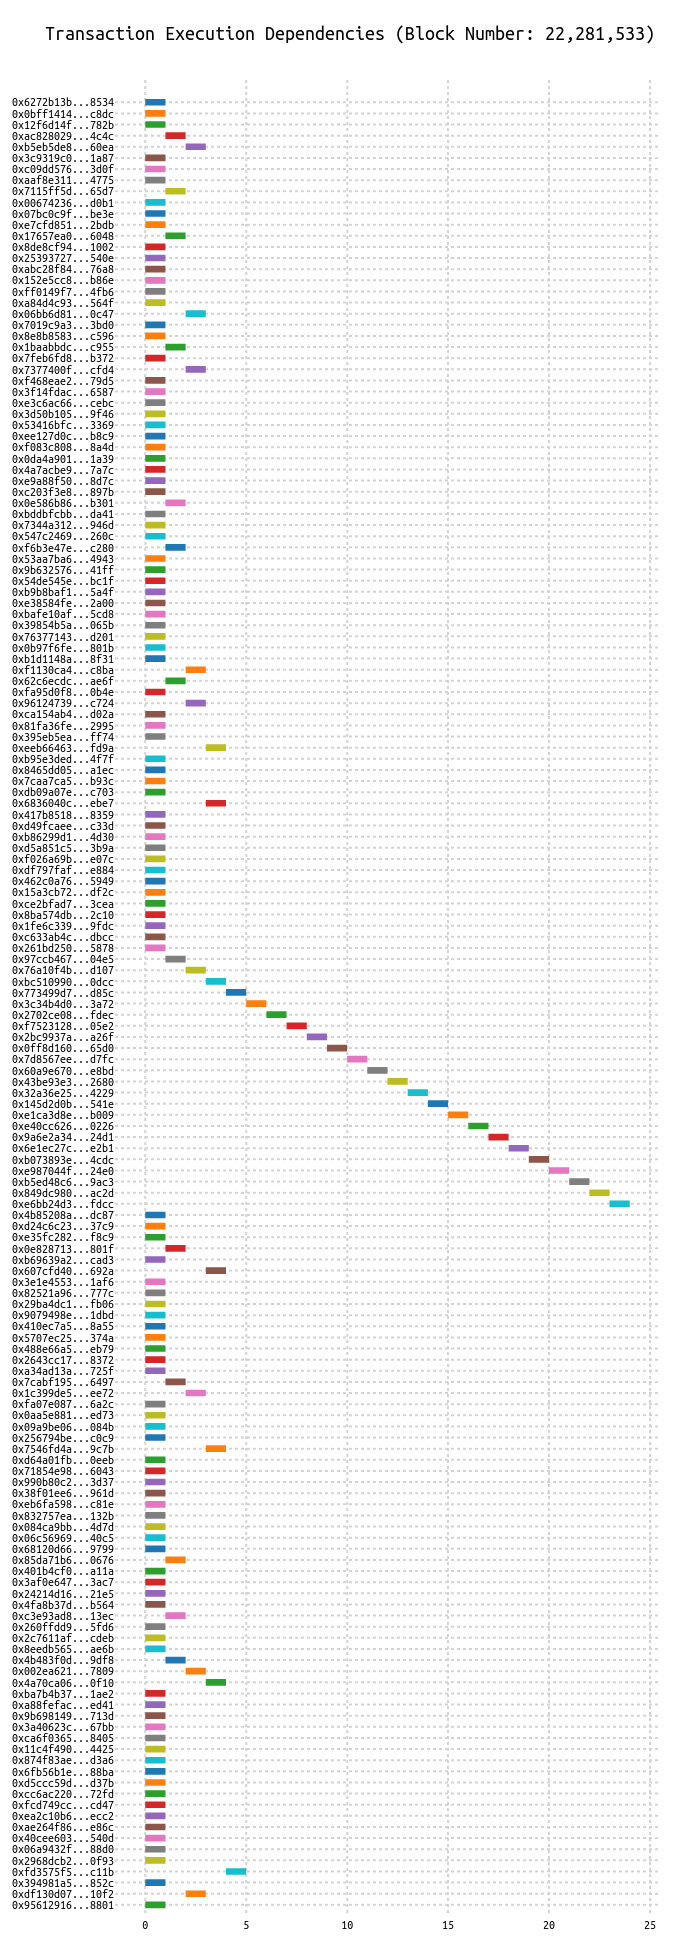 Transaction Execution Dependencies (Block Number: 22,281,533)
0x6272b13b...8534
0x0bff1414...c8dc
0x12f6d14f...782b
0xac828029...4c4c
0xb5eb5de8...60ea
0x3c9319c0...1a87
0xc09dd576...3d0f
0xaaf8e311...4775
0x7115ff5d...65d7
0x00674236...d0b1
0x07bc0c9f...be3e
0xe7cfd851...2bdb
0x17657ea0...6048
0x8de8cf94...1002
0x25393727...540e
0xabc28f84...76a8
0x152e5cc8...b86e
0xff0149f7...4fb6
0xa84d4c93...564f
0x06bb6d81...0c47
0x7019c9a3...3bd0
0x8e8b8583...c596
0x1baabbdc...c955
0x7feb6fd8...b372
0x7377400f...cfd4
0xf468eae2...79d5
0x3f14fdac...6587
0xe3c6ac66...cebc
0x3d50b105...9f46
0x53416bfc...3369
0xee127d0c...b8c9
0xf083c808...8a4d
0x0da4a901...1a39
0x4a7acbe9...7a7c
0xe9a88f50...8d7c
0xc203f3e8...897b
0x0e586b86...b301
0xbddbfcbb...da41
0x7344a312...946d
0x547c2469...260c
0xf6b3e47e...c280
0x53aa7ba6...4943
0x9b632576...41ff
0x54de545e...bc1f
0xb9b8baf1...5a4f
0xe38584fe...2a00
0xbafe10af...5cd8
0x39854b5a...065b
0x76377143...d201
0x0b97f6fe...801b
0xb1d1148a...8f31
0xf1130ca4...c8ba
0x62c6ecdc...ae6f
0xfa95d0f8...0b4e
0x96124739...c724
0xca154ab4...d02a
0x81fa36fe...2995
0x395eb5ea...ff74
0xeeb66463...fd9a
0xb95e3ded...4f7f
0x8465dd05...a1ec
0x7caa7ca5...b93c
0xdb09a07e...c703
0x6836040c...ebe7
0x417b8518...8359
0xd49fcaee...c33d
0xb86299d1...4d30
0xd5a851c5...3b9a
0xf026a69b...e07c
0xdf797faf...e884
0x462c0a76...5949
0x15a3cb72...df2c
0xce2bfad7...3cea
0x8ba574db...2c10
0x1fe6c339...9fdc
0xc633ab4c...dbcc
0x261bd250...5878
0x97ccb467...04e5
0x76a10f4b...d107
0xbc510990...0dcc
0x773499d7...d85c
0x3c34b4d0...3a72
0x2702ce08...fdec
0xf7523128...05e2
0x2bc9937a...a26f
0x0ff8d160...65d0
0x7d8567ee...d7fc
0x60a9e670...e8bd
0x43be93e3...2680
0x32a36e25...4229
0x145d2d0b...541e
0xe1ca3d8e...b009
0xe40cc626...0226
0x9a6e2a34...24d1
0x6e1ec27c...e2b1
0xb073893e...4cdc
0xe987044f...24e0
0xb5ed48c6...9ac3
0x849dc980...ac2d
0xe6bb24d3...fdcc
0x4b85208a...dc87
0xd24c6c23...37c9
0xe35fc282...f8c9
0x0e828713...801f
0xb69639a2...cad3
0x607cfd40...692a
0x3e1e4553...1af6
0x82521a96...777c
0x29ba4dc1...fb06
0x9079498e...1dbd
0x410ec7a5...8a55
0x5707ec25...374a
0x488e66a5...eb79
0x2643cc17...8372
0xa34ad13a...725f
0x7cabf195...6497
0x1c399de5...ee72
0xfa07e087...6a2c
0x0aa5e881...ed73
0x09a9be06...084b
0x256794be...c0c9
0x7546fd4a...9c7b
0xd64a01fb...0eeb
0x71854e98...6043
0x990b80c2...3d37
0x38f01ee6...961d
0xeb6fa598...c81e
0x832757ea...132b
0x084ca9bb...4d7d
0x06c56969...40c5
0x68120d66...9799
0x85da71b6...0676
0x401b4cf0...a11a
0x3af0e647...3ac7
0x24214d16...21e5
0x4fa8b37d...b564
0xc3e93ad8...13ec
0x260ffdd9...5fd6
0x2c7611af...cdeb
0x8eedb565...ae6b
0x4b483f0d...9df8
0x002ea621...7809
0x4a70ca06...0f10
0xba7b4b37...1ae2
0xa88fefac...ed41
0x9b698149...713d
0x3a40623c...67bb
0xca6f0365...8405
0x11c4f490...4425
0x874f83ae...d3a6
0x6fb56b1e...88ba
0xd5ccc59d...d37b
0xcc6ac220...72fd
0xfcd749cc...cd47
0xea2c10b6...ecc2
0xae264f86...e86c
0x40cee603...540d
0x06a9432f...88d0
0x2968dcb2...0f93
0xfd3575f5...c11b
0x394981a5...852c
0xdf130d07...10f2
0x95612916...8801
0 5 10 15 20 25